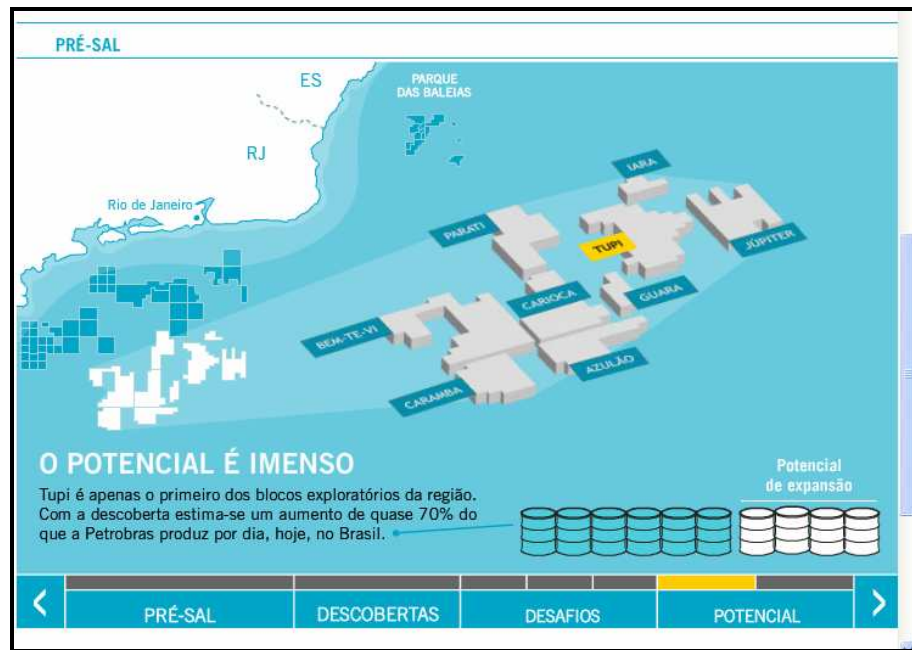 PRÉ-SAL
ES
PARQUE
DAS BALEIAS
RJ
Rio de Janeiro
IARA
PARATI
TUPI
JÚPITER
CARIOCA
GUARA
BEM-TE-VI
AZULÃO
CARAMBA
O POTENCIAL É IMENSO
Tupi é apenas o primeiro dos blocos exploratórios da região.
Com a descoberta estima-se um aumento de quase 70% do
que a Petrobras produz por dia, hoje, no Brasil.
Potencial
de expansão
PRÉ-SAL
DESCOBERTAS
DESAFIOS
POTENCIAL